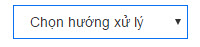 Chọn hướng xử lý